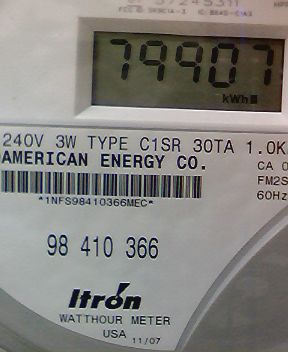 79907
kWh
240V 3W TYPE C1SR 30TA 1.0K
AMERICAN ENERGY CO.
CA 0
FM2S
60Hz
*1NFS98410366MEC*
98 410 366
Itron
WATTHOUR METER
USA 11/07